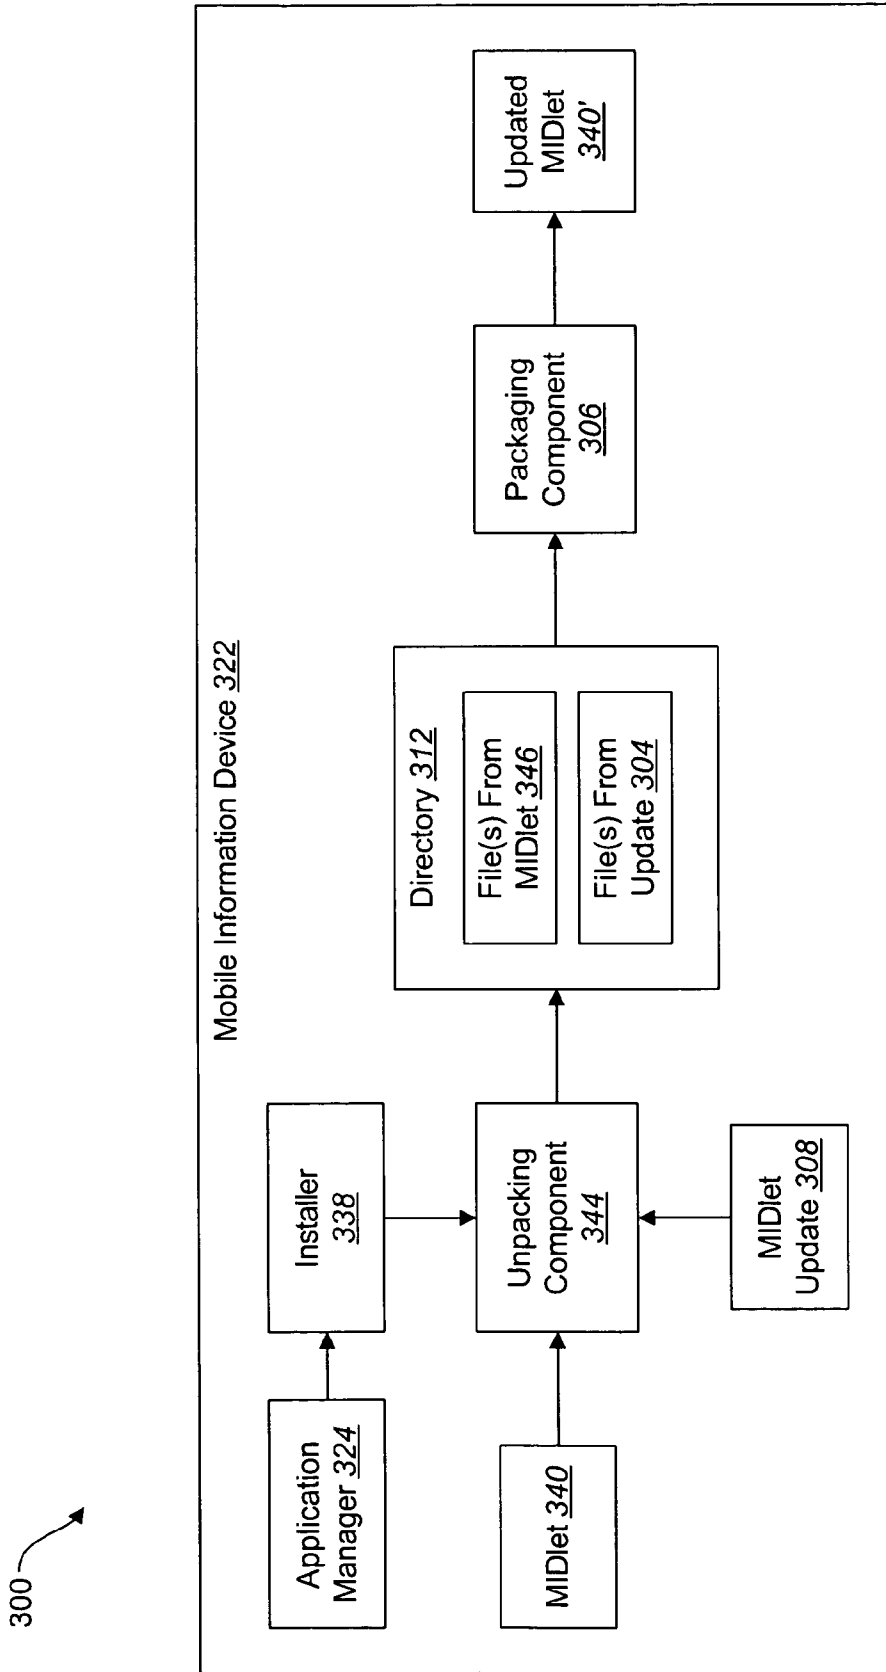 300
Mobile Information Device 322
Application
Manager 324
Installer
338
MIDlet 340
Unpacking
Component
344
MIDlet
Update 308
Directory 312
File(s) From
MIDlet 346
File(s) From
Update 304
Packaging
Component
306
Updated
MIDlet
340'